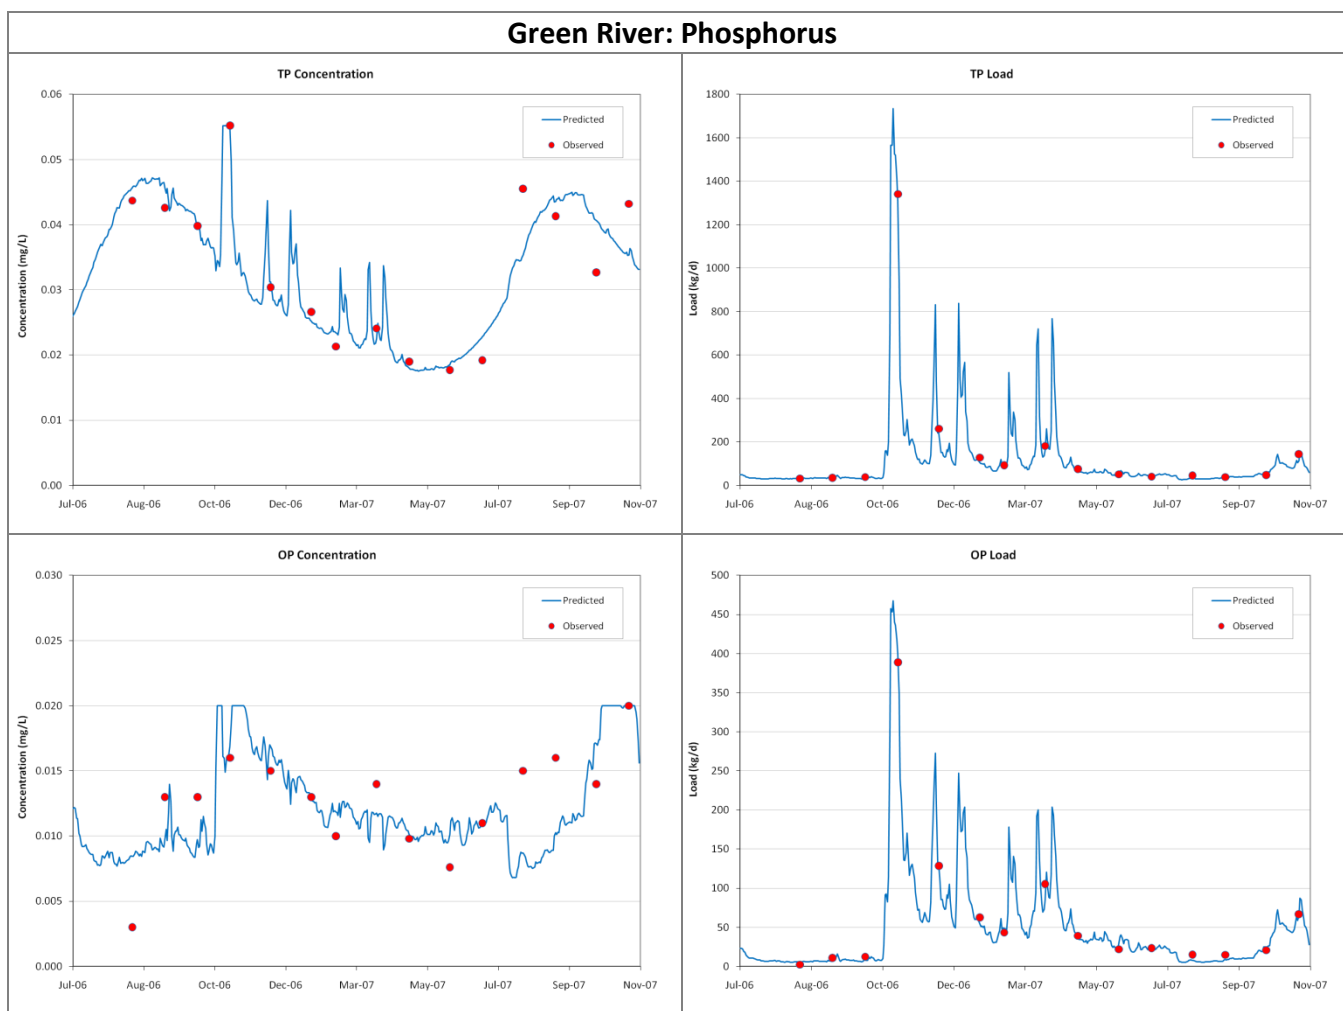 Green River: Phosphorus
TP Concentration
Concentration (mg/L)
0.06
0.05
0.04
0.03
0.02
0.01
0.00
Jul-06 Aug-06 Oct-06 Dec-06 Mar-07 May-07 Jul-07 Sep-07 Nov-07
Predicted
Observed
TP Load
Load (kg/d)
1800
1600
1400
1200
1000
800
600
400
200
0
Jul-06 Aug-06 Oct-06 Dec-06 Mar-07 May-07 Jul-07 Sep-07 Nov-07
Predicted
Observed
OP Concentration
Concentration (mg/L)
0.030
0.025
0.020
0.015
0.010
0.005
0.000
Jul-06 Aug-06 Oct-06 Dec-06 Mar-07 May-07 Jul-07 Sep-07 Nov-07
Predicted
Observed
OP Load
Load (kg/d)
500
450
400
350
300
250
200
150
100
50
0
Jul-06 Aug-06 Oct-06 Dec-06 Mar-07 May-07 Jul-07 Sep-07 Nov-07
Predicted
Observed